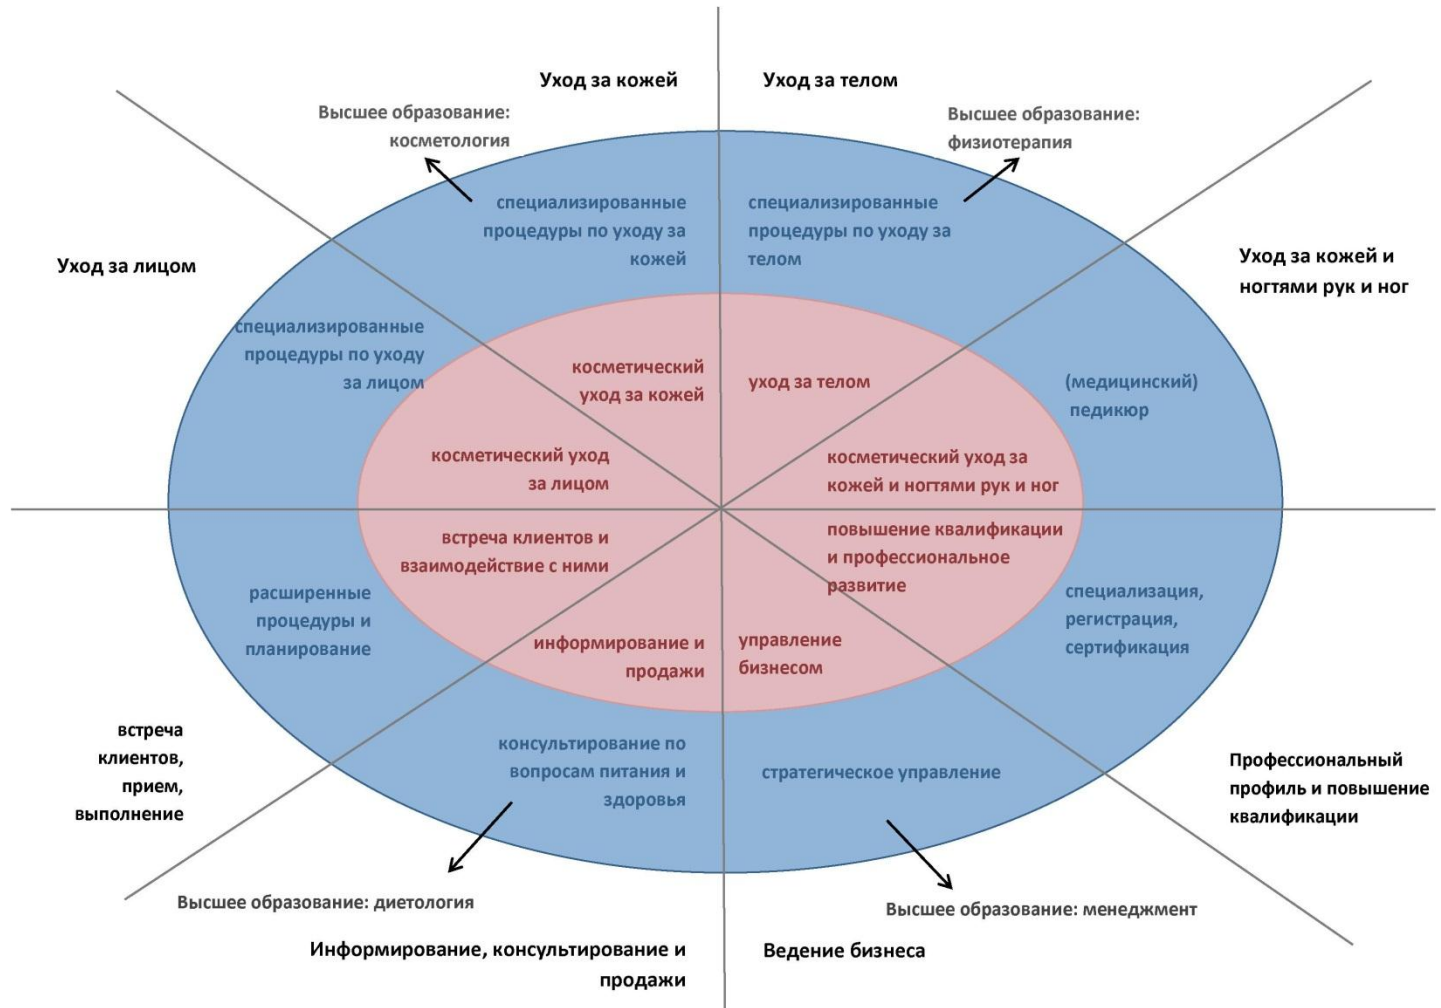 Уход за кожей
Уход за телом
Высшее образование:
косметология
Высшее образование:
физиотерапия
специализированные
процедуры по уходу за
кожей
специализированные
процедуры по уходу за
телом
Уход за лицом
Уход за кожей и
ногтями рук и ног
специализированные
процедуры по уходу
за лицом
косметический
уход за кожей
уход за телом
(медицинский)
педикюр
косметический уход
за лицом
косметический уход за
кожей и ногтями рук и ног
встреча клиентов и
взаимодействие с ними
повышение квалификации
и профессиональное
развитие
расширенные
процедуры и
планирование
специализация,
регистрация,
сертификация
информирование и
продажи
управление
бизнесом
встреча
клиентов,
прием,
выполнение
консультирование по
вопросам питания и
здоровья
стратегическое управление
Профессиональный
профиль и повышение
квалификации
Высшее образование: диетология
Высшее образование: менеджмент
Информирование, консультирование и
продажи
Ведение бизнеса